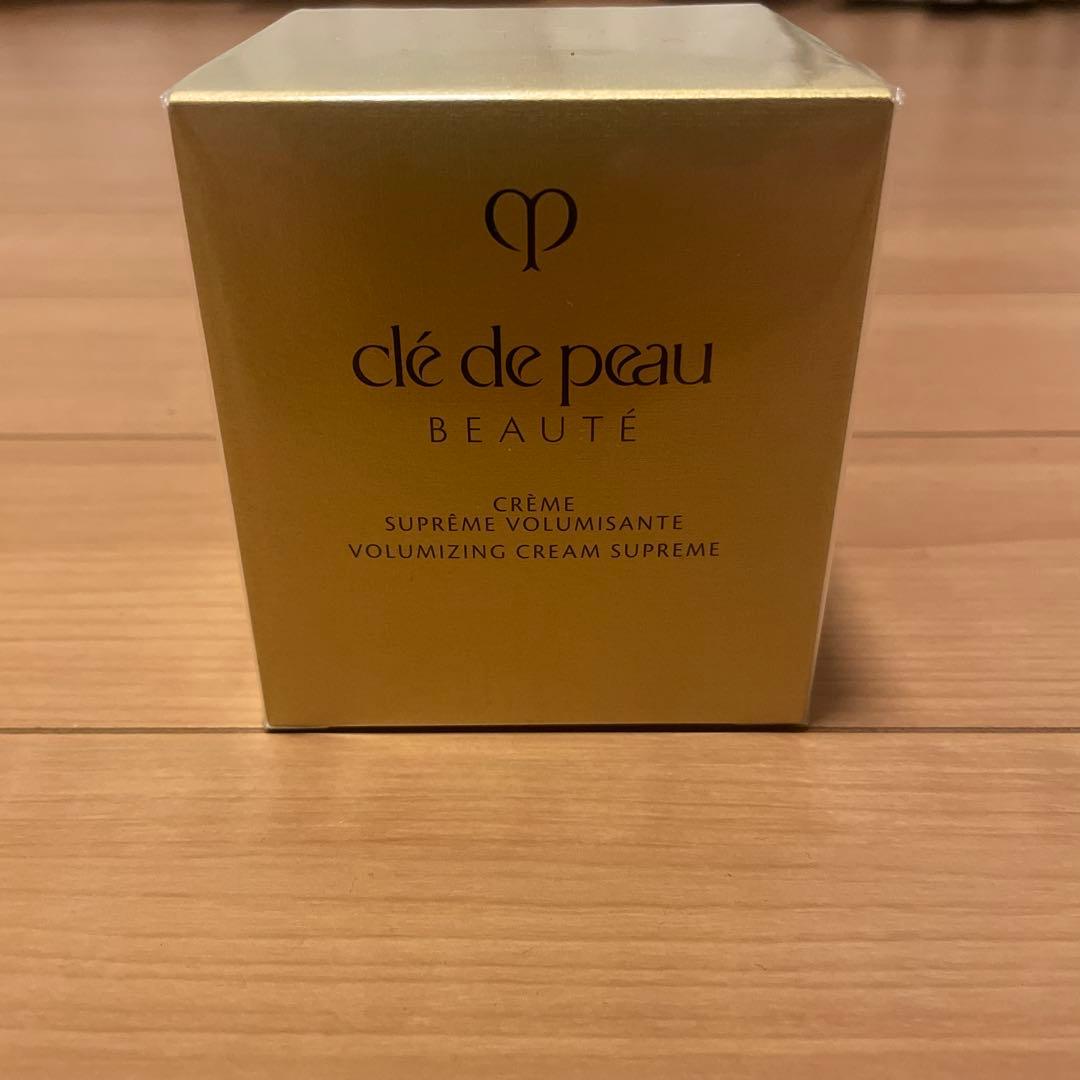 clé de peau
BEAUTÉ
CRÈME
SUPRÊME VOLUMISANTE
VOLUMIZING CREAM SUPREME